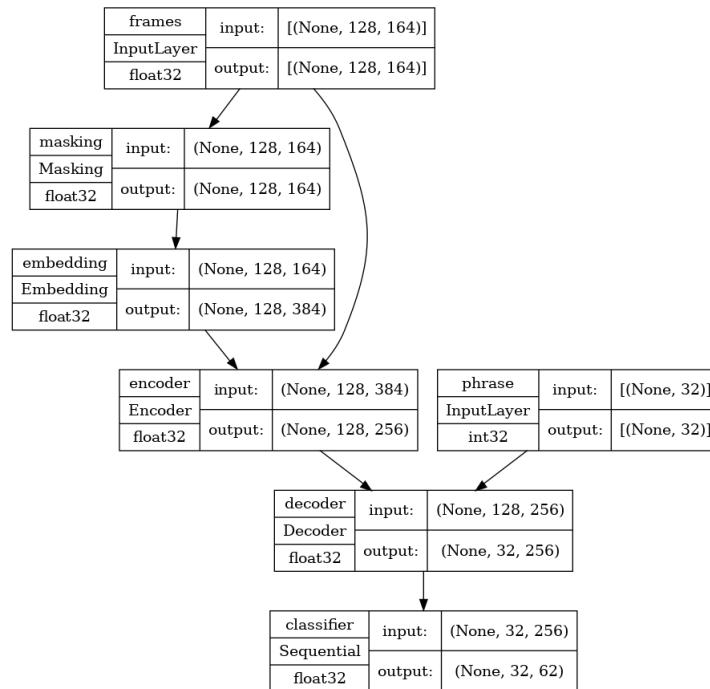 frames
InputLayer
float32
input:
[(None, 128, 164)]
output:
[(None, 128, 164)]
masking
Masking
float32
input:
(None, 128, 164)
output:
(None, 128, 164)
embedding
Embedding
float32
input:
(None, 128, 164)
output:
(None, 128, 384)
encoder
Encoder
float32
input:
(None, 128, 384)
output:
(None, 128, 256)
phrase
InputLayer
int32
input:
[(None, 32)]
output:
[(None, 32)]
decoder
Decoder
float32
input:
(None, 128, 256)
output:
(None, 32, 256)
classifier
Sequential
float32
input:
(None, 32, 256)
output:
(None, 32, 62)